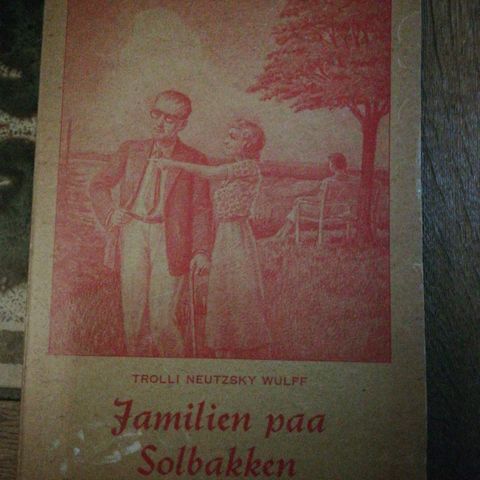 TROLLI NEUTZSKY WULFF
Familien paa
Solbakken